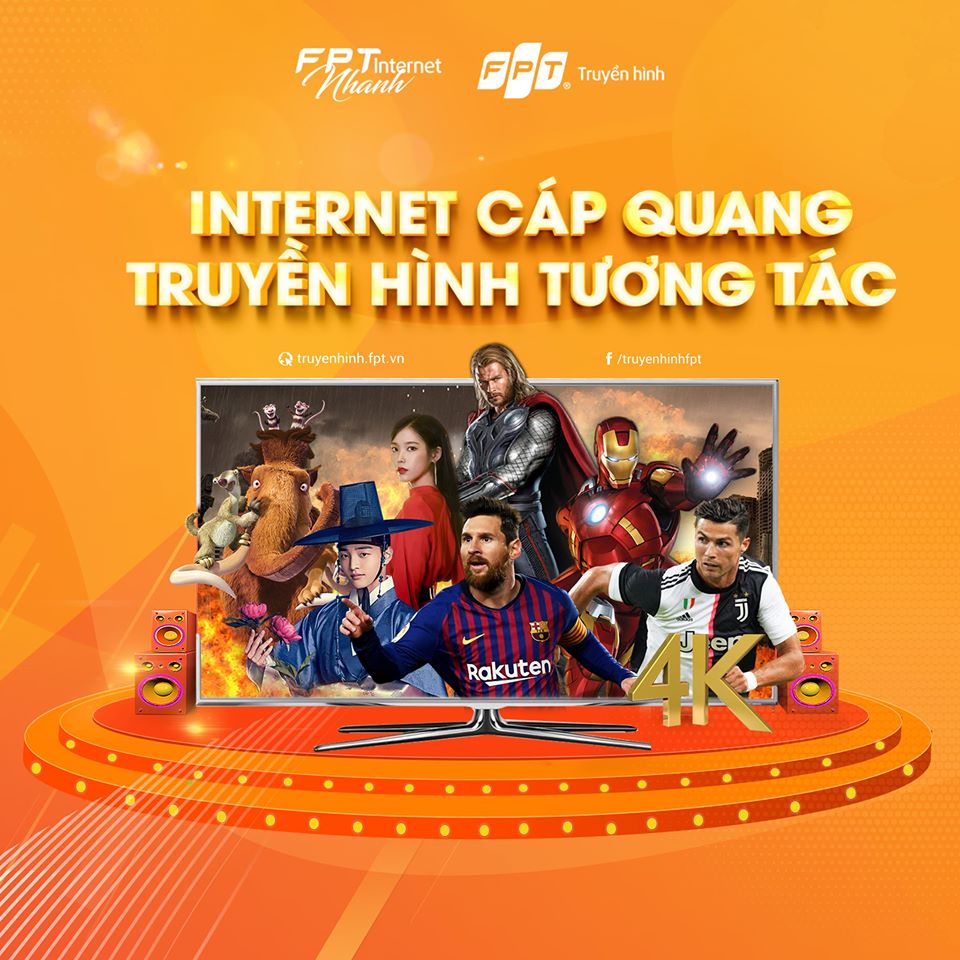 FPT Internet
Nhanh
FPT® Truyền hình
INTERNET CÁP QUANG
TRUYỀN HÌNH TƯƠNG TÁC
truyenhinh.fpt.vn
f /truyenhinhfpt
Rakuten
Jeep
4K